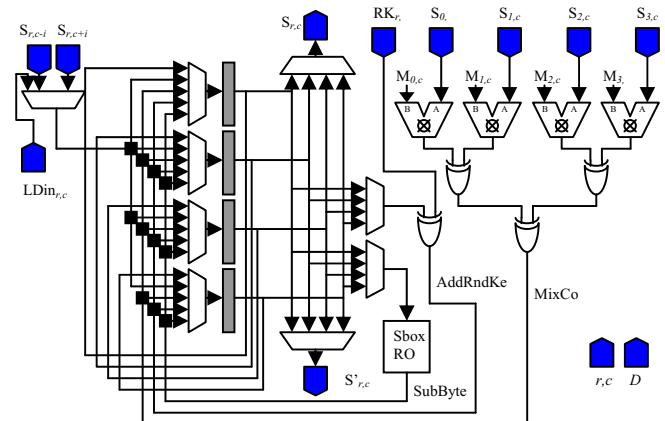 S_{r,c-i} S_{r,c+i}
S_{r,c}
RK_{r,}
S_{0,}
S_{1,c}
S_{2,c}
S_{3,c}
M_{0,c}
M_{1,c}
M_{2,c}
M_{3,}
B A
B A
B A
B A
LDin_{r,c}
AddRndKe
MixCo
Sbox
RO
SubByte
S'_{r,c}
r,c
D